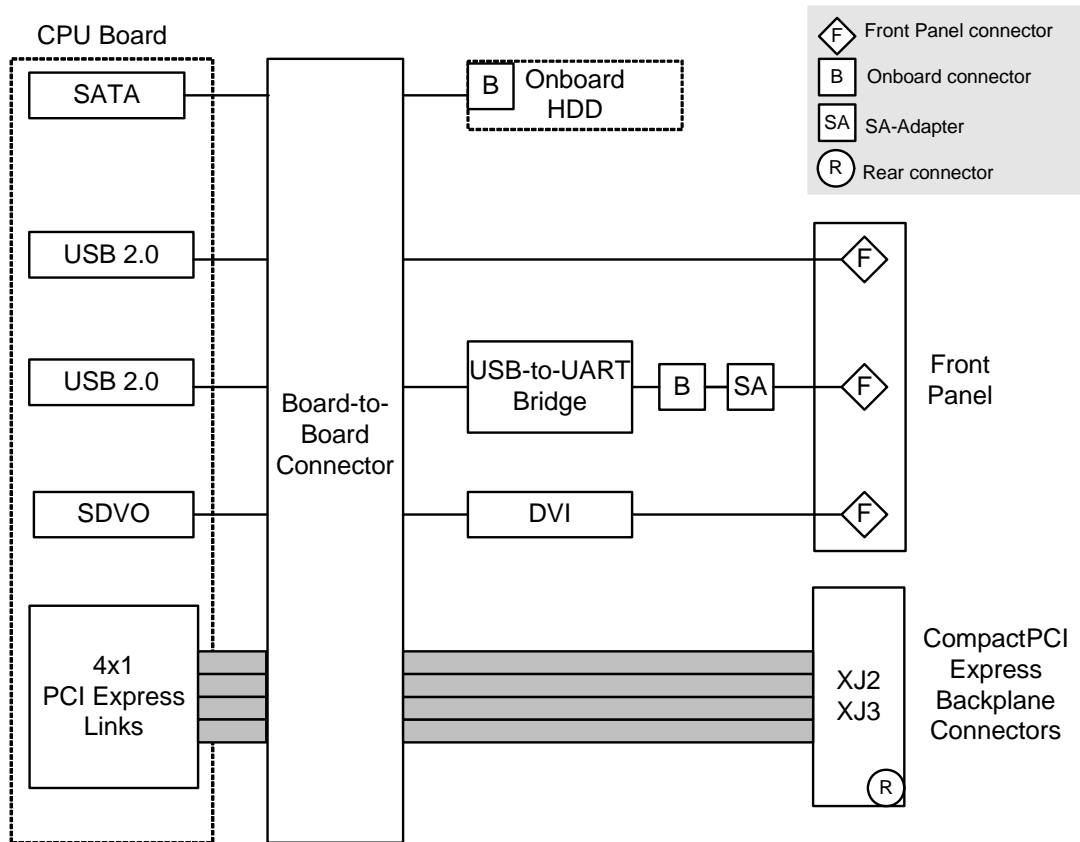 CPU Board
F Front Panel connector
B Onboard connector
SA SA-Adapter
R Rear connector
SATA
B
Onboard
HDD
USB 2.0
F
USB 2.0
USB-to-UART
Bridge
B
SA
F
Front
Panel
Board-to-
Board
Connector
SDVO
DVI
F
4x1
PCI Express
Links
XJ2
XJ3
R
CompactPCI
Express
Backplane
Connectors